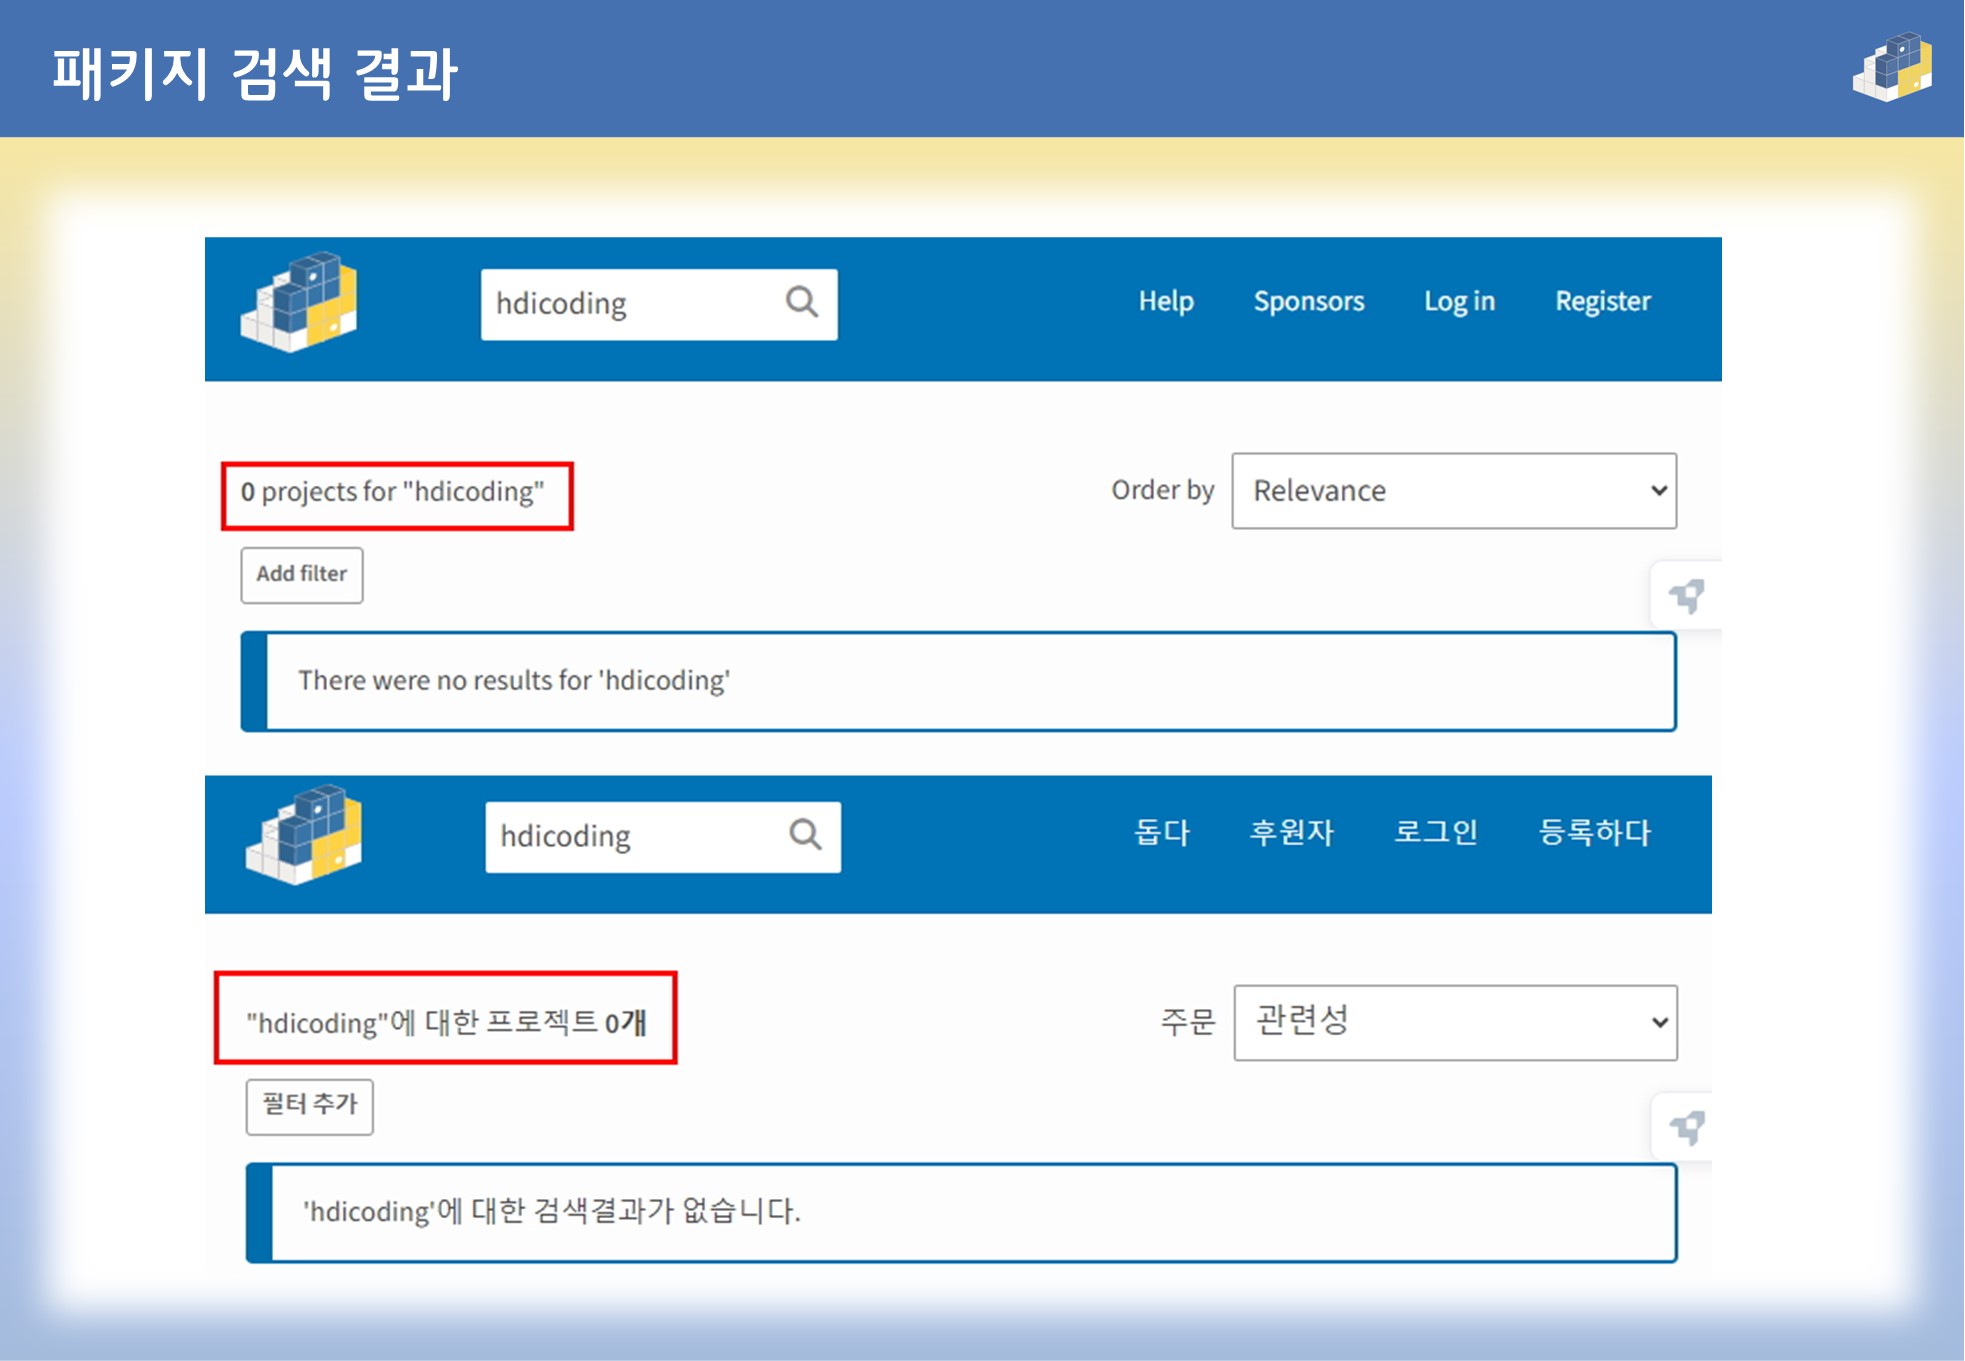 패키지 검색 결과
hdicoding
Help Sponsors Log in Register
0 projects for "hdicoding"
Order by Relevance
Add filter
There were no results for 'hdicoding'
hdicoding
돕다 후원자 로그인 등록하다
"hdicoding"에 대한 프로젝트 0개
주문 관련성
필터 추가
'hdicoding'에 대한 검색결과가 없습니다.